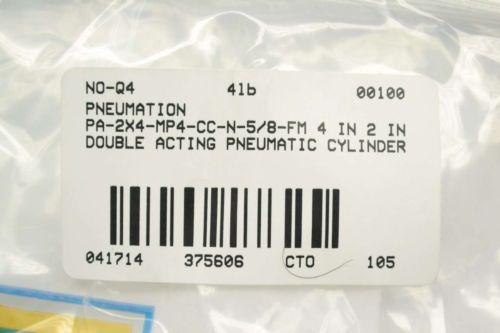 NO-Q4 41b 00100
PNEUMATION
PA-2X4-MP4-CC-N-5/8-FM 4 IN 2 IN
DOUBLE ACTING PNEUMATIC CYLINDER
041714 375606 CTO 105